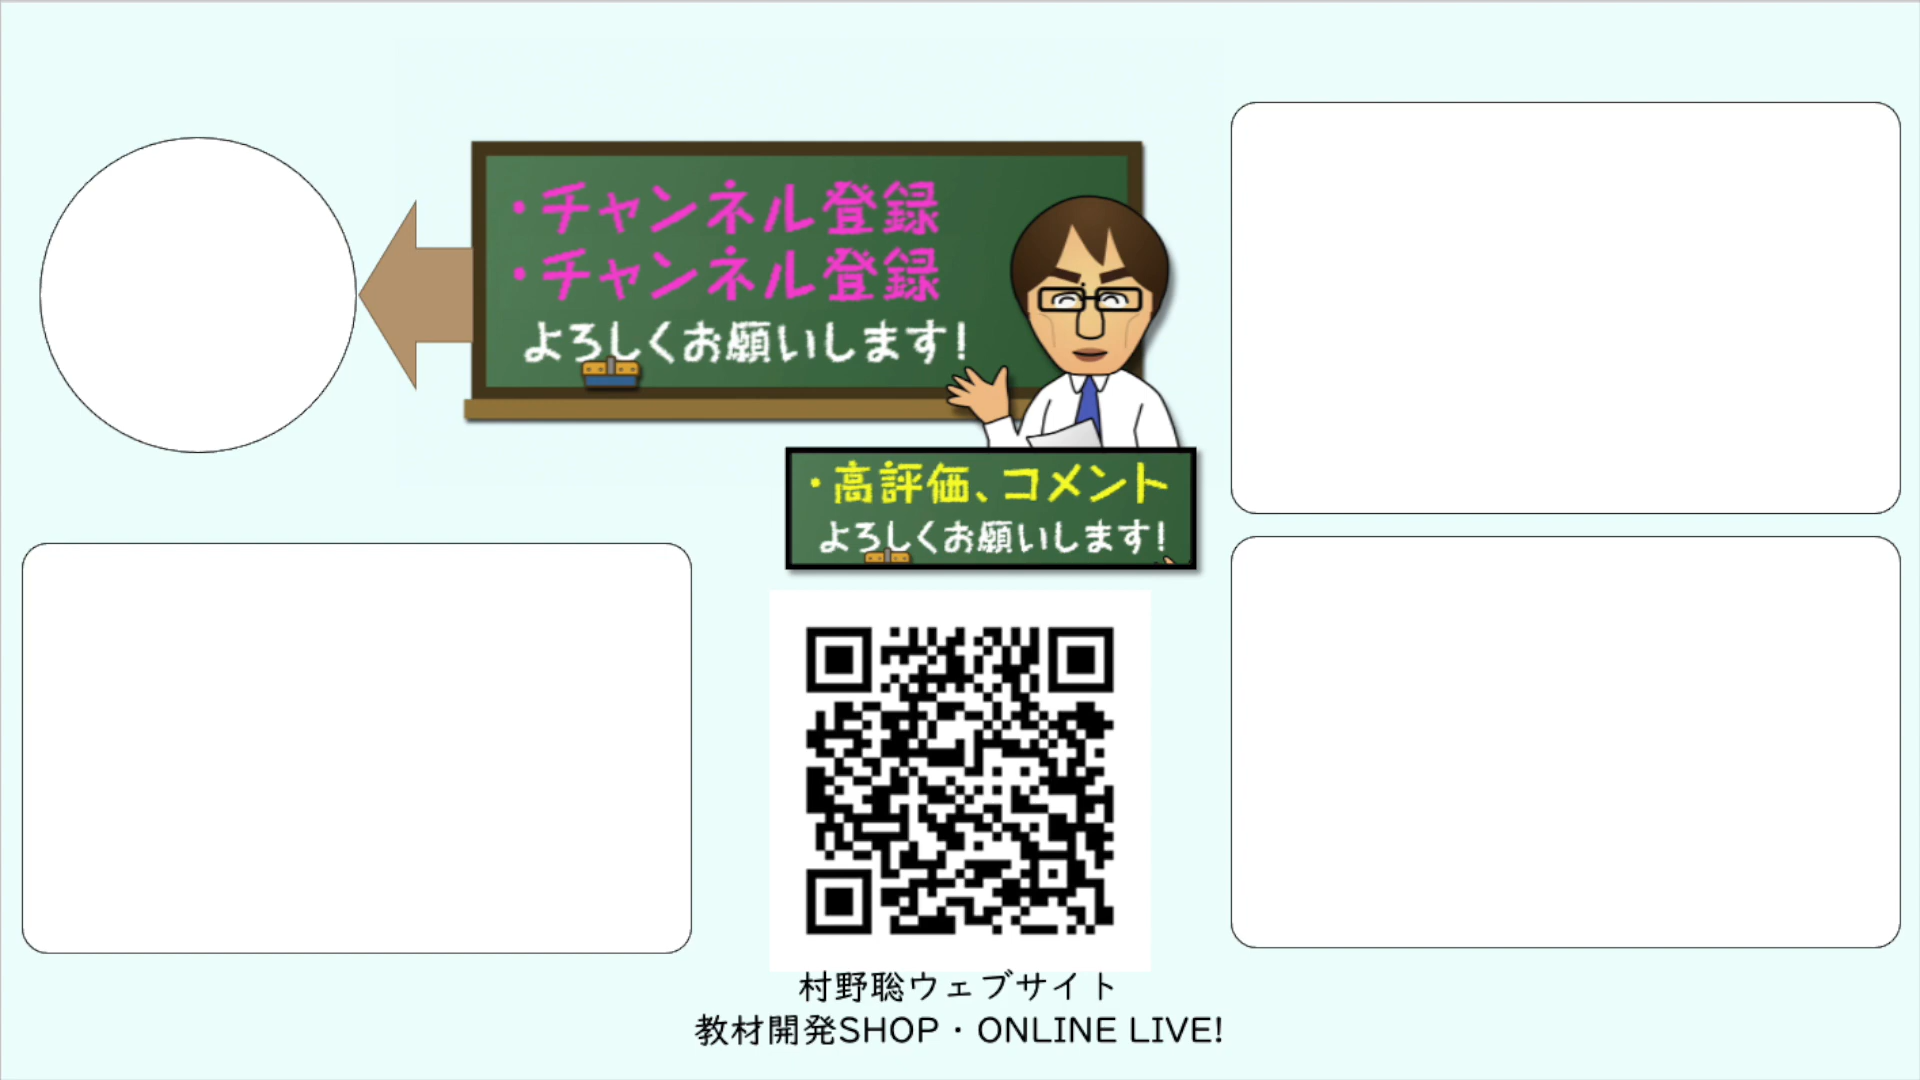 ・チャンネル登録
・チャンネル登録
よろしくお願いします!
・高評価、コメント
よろしくお願いします!
村野聡ウェブサイト
教材開発SHOP・ONLINE LIVE!